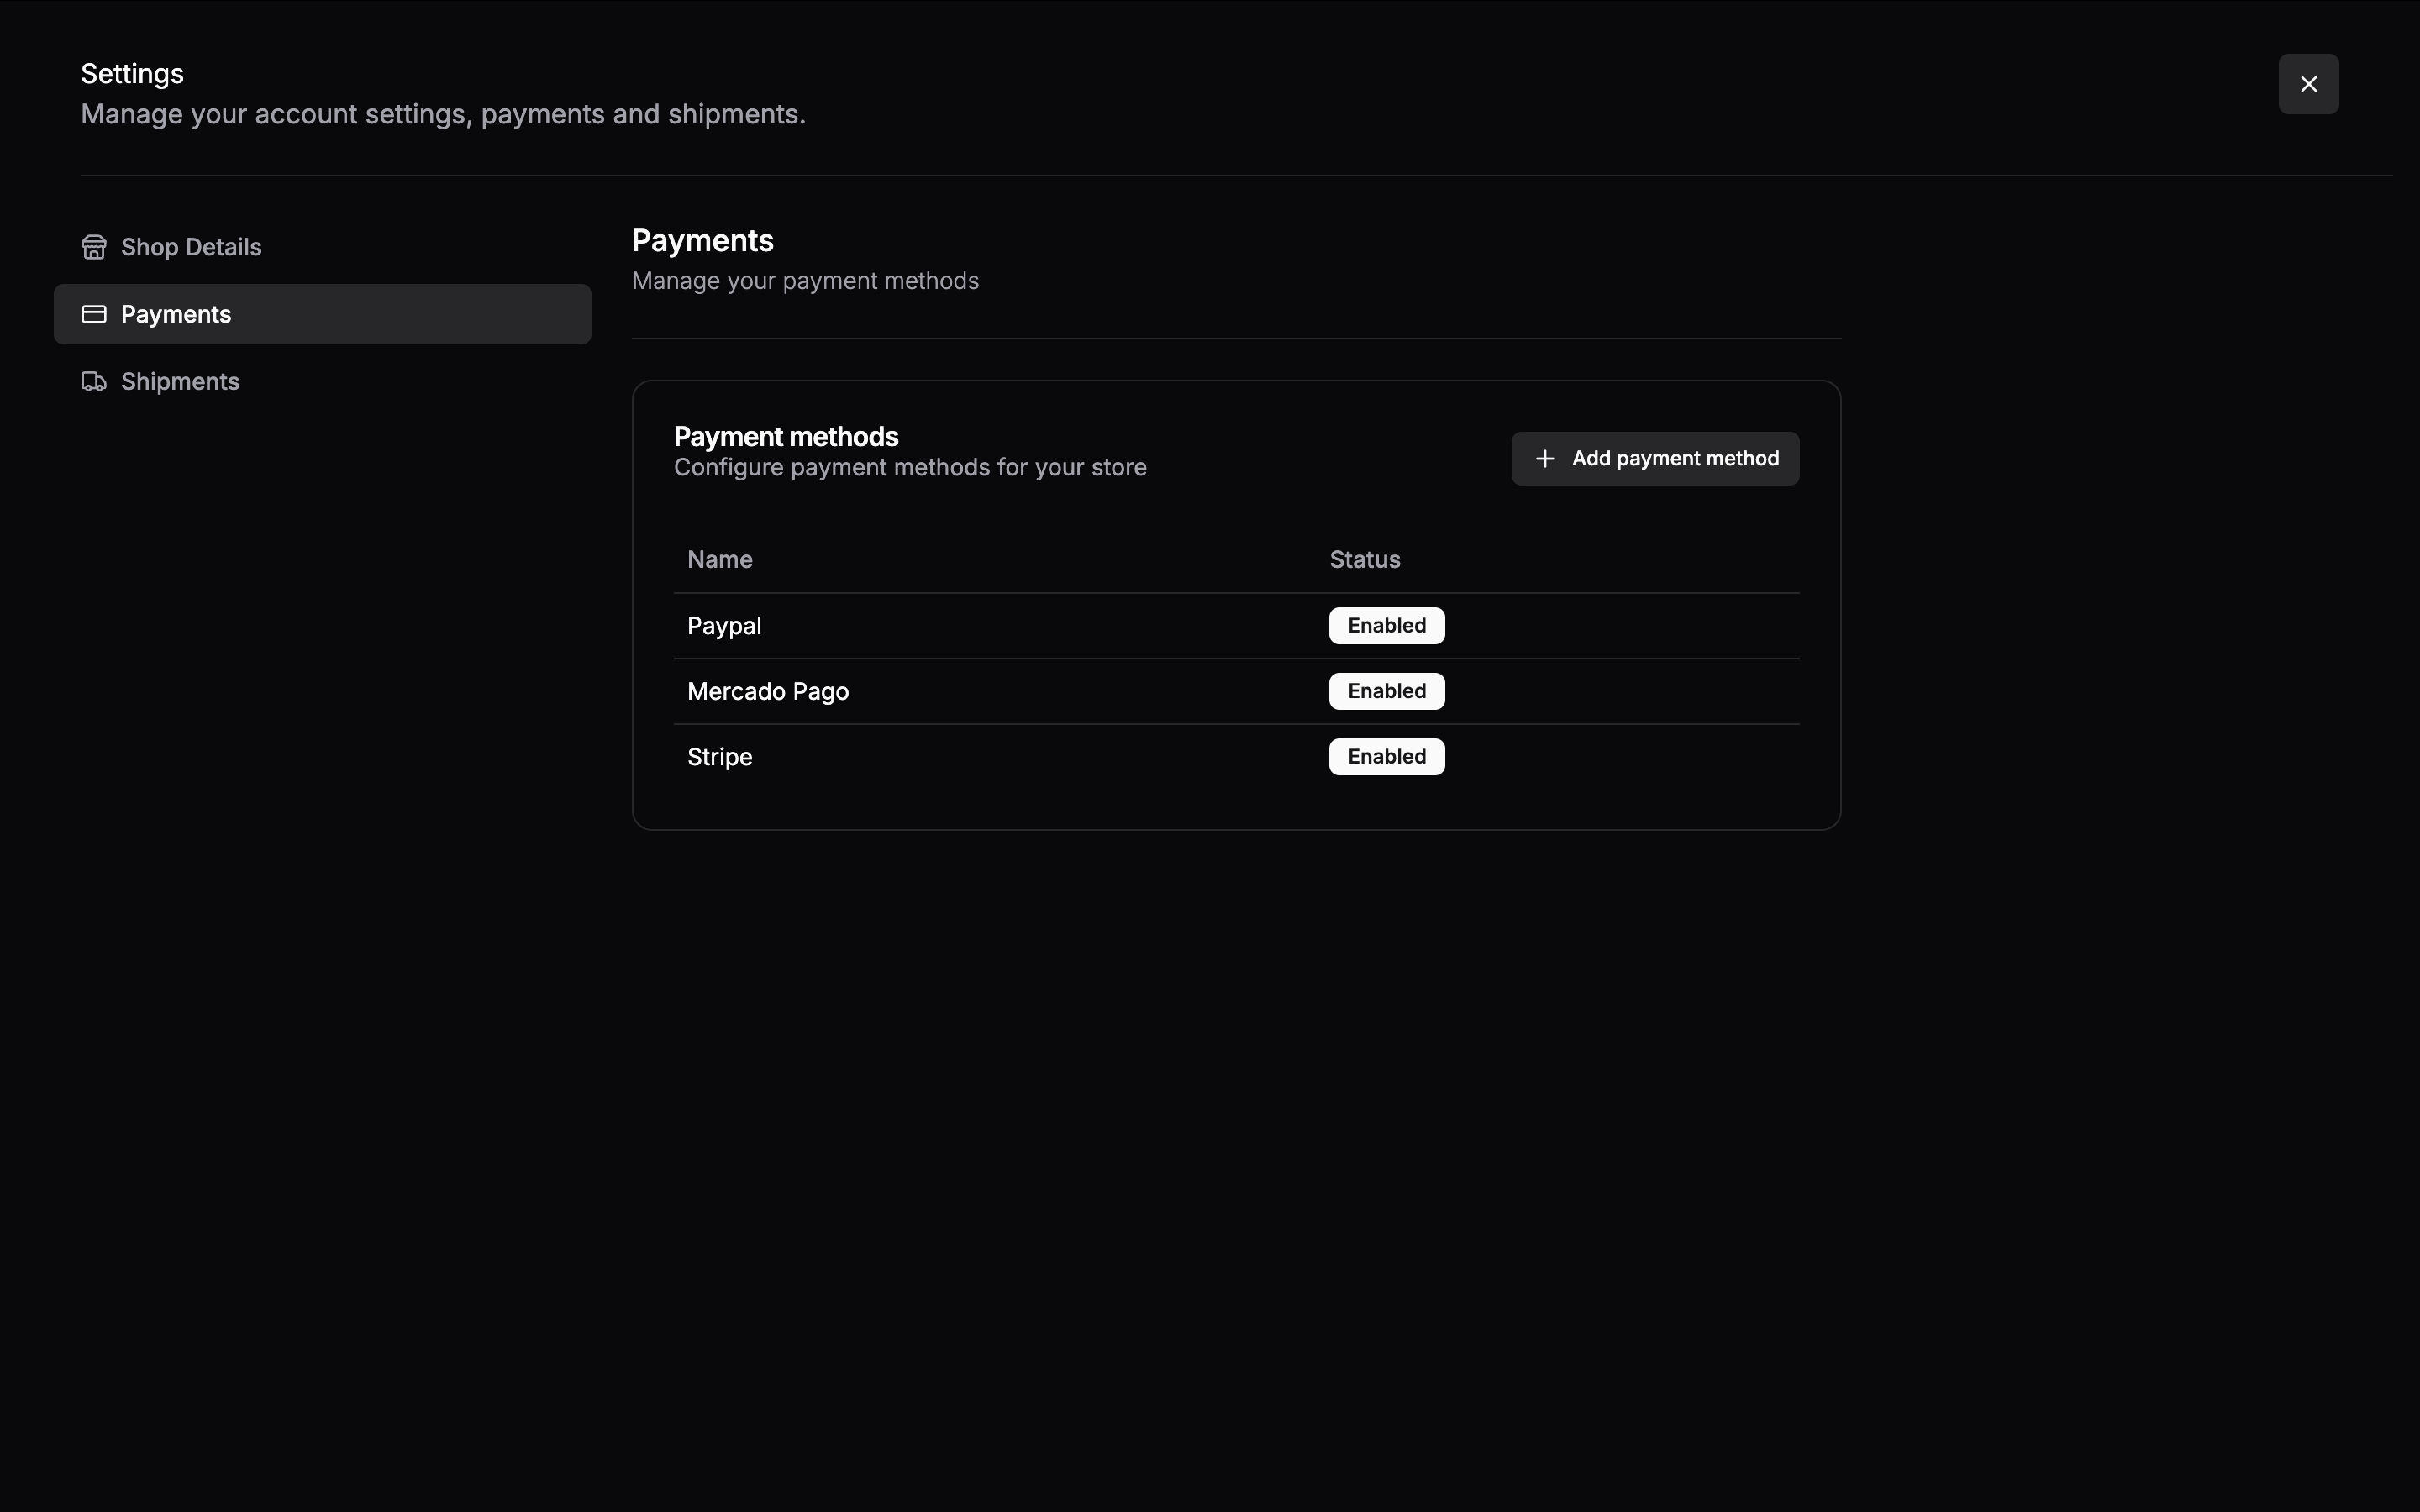 Settings
Manage your account settings, payments and shipments.
Shop Details
Payments
Shipments
Payments
Manage your payment methods
Payment methods
Configure payment methods for your store
Add payment method
Name Status
Paypal Enabled
Mercado Pago Enabled
Stripe Enabled